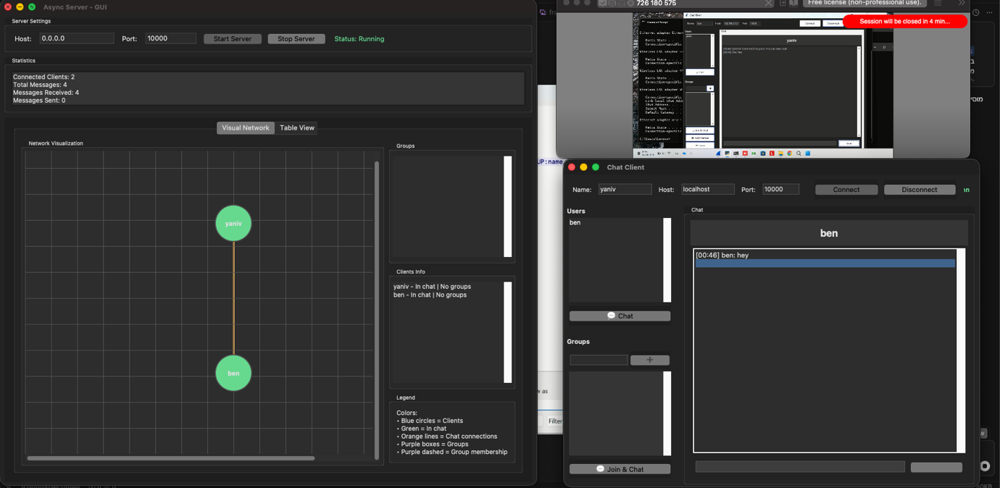 Async Server - GUI
Server Settings
Host:
0.0.0.0
Port:
10000
Start Server
Stop Server
Status: Running
Statistics
Connected Clients: 2
Total Messages: 4
Messages Received: 4
Messages Sent: 0
Visual Network
Table View
Network Visualization
yaniv
ben
Groups
Clients Info
yaniv - In chat | No groups
ben - In chat | No groups
Legend
Colors:
• Blue circles = Clients
• Green = In chat
• Orange lines = Chat connections
• Purple boxes = Groups
• Purple dashed = Group membership
726 180 575
Free license (non-professional use).
Session will be closed in 4 min...
yaniv
UP:name
w as
Filter
Chat Client
Name:
yaniv
Host:
localhost
Port:
10000
Connect
Disconnect
nn
Users
ben
💬 Chat
Groups
+
💬 Join & Chat
Chat
ben
[00:46] ben: hey